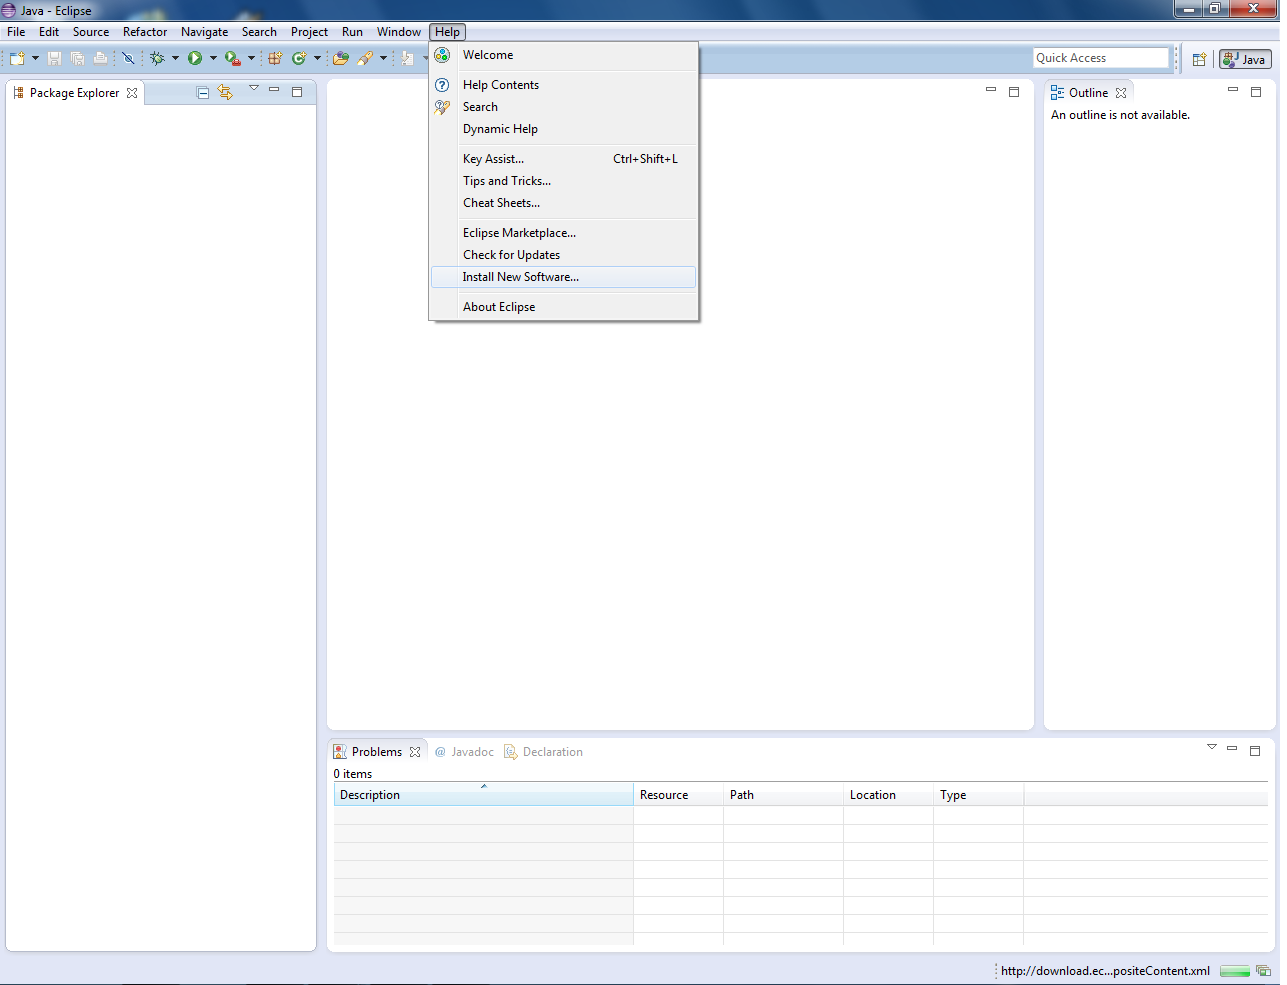 Java - Eclipse
File Edit Source Refactor Navigate Search Project Run Window Help
Quick Access
Java
Welcome
Help Contents
Search
Dynamic Help
Key Assist... Ctrl+Shift+L
Tips and Tricks...
Cheat Sheets...
Eclipse Marketplace...
Check for Updates
Install New Software...
About Eclipse
Package Explorer
Outline
An outline is not available.
Problems @ Javadoc Declaration
0 items
Description Resource Path Location Type
http://download.ec...positeContent.xml